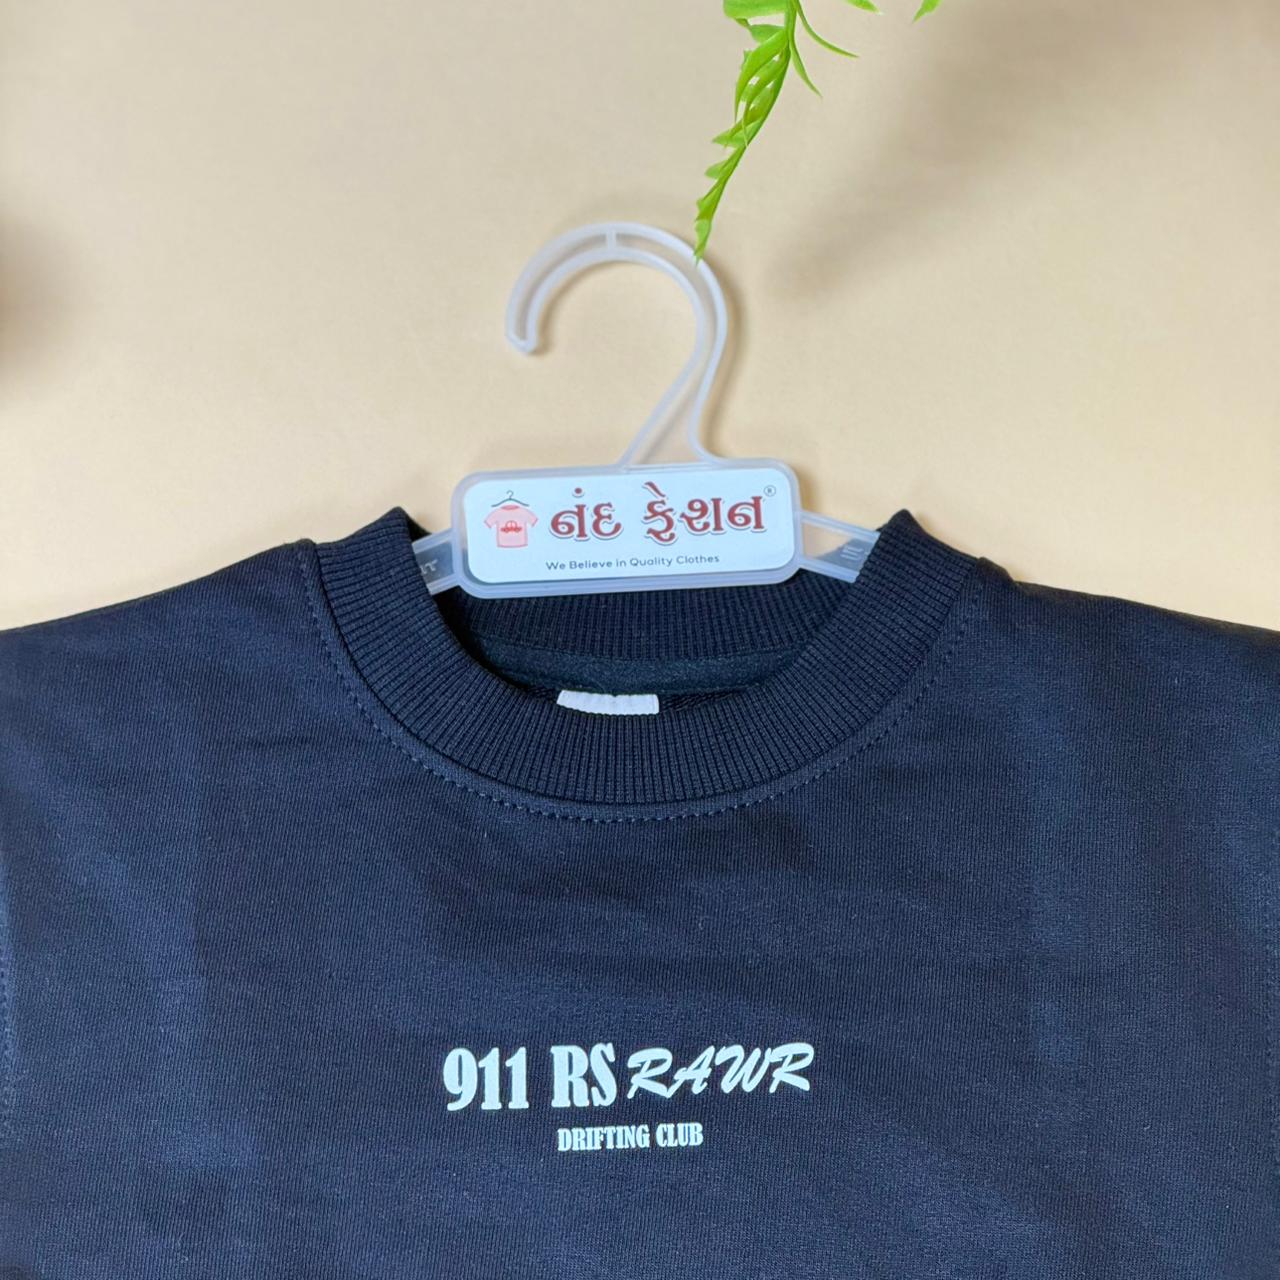 નંદ ફેશન®
We Believe in Quality Clothes
911 RS RAWR
DRIFTING CLUB